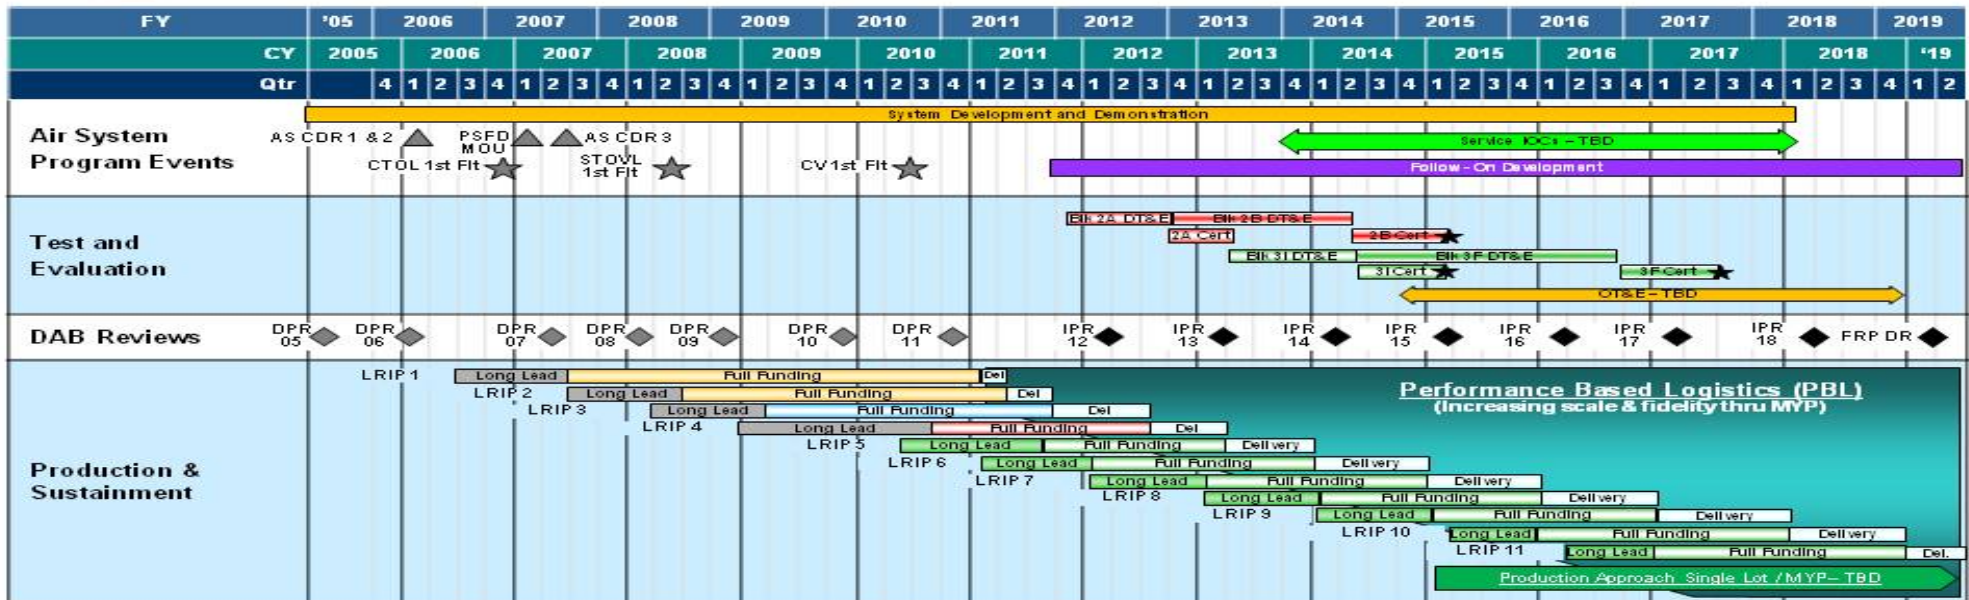 FY '05 2006 2007 2008 2009 2010 2011 2012 2013 2014 2015 2016 2017 2018 2019
CY 2005 2006 2007 2008 2009 2010 2011 2012 2013 2014 2015 2016 2017 2018 '19
Qtr 4 1 2 3 4 1 2 3 4 1 2 3 4 1 2 3 4 1 2 3 4 1 2 3 4 1 2 3 4 1 2 3 4 1 2 3 4 1 2 3 4 1 2 3 4 1 2 3 4 1 2 3 4 1 2
Air System
Program Events
System Development and Demonstration
AS CDR 1 & 2
PSFD
MOU
AS CDR 3
Service IOCs - TBD
CTOL 1st Flt
STOVL
1st Flt
CV 1st Flt
Follow-On Development
Test and
Evaluation
Blk 2A DT&E
Blk 2B DT&E
2A Cert
2B Cert
Blk 3I DT&E
Blk 3F DT&E
3I Cert
3F Cert
OT&E - TBD
DAB Reviews
DPR
05
DPR
06
DPR
07
DPR
08
DPR
09
DPR
10
DPR
11
IPR
12
IPR
13
IPR
14
IPR
15
IPR
16
IPR
17
IPR
18
FRP DR
Production &
Sustainment
LRIP 1 Long Lead Full Funding Del
LRIP 2 Long Lead Full Funding Del
LRIP 3 Long Lead Full Funding Del
LRIP 4 Long Lead Full Funding Del
LRIP 5 Long Lead Full Funding Delivery
LRIP 6 Long Lead Full Funding Delivery
LRIP 7 Long Lead Full Funding Delivery
LRIP 8 Long Lead Full Funding Delivery
LRIP 9 Long Lead Full Funding Delivery
LRIP 10 Long Lead Full Funding Delivery
LRIP 11 Long Lead Full Funding Del.
Performance Based Logistics (PBL)
(Increasing scale & fidelity thru MYP)
Production Approach Single Lot / MYP- TBD